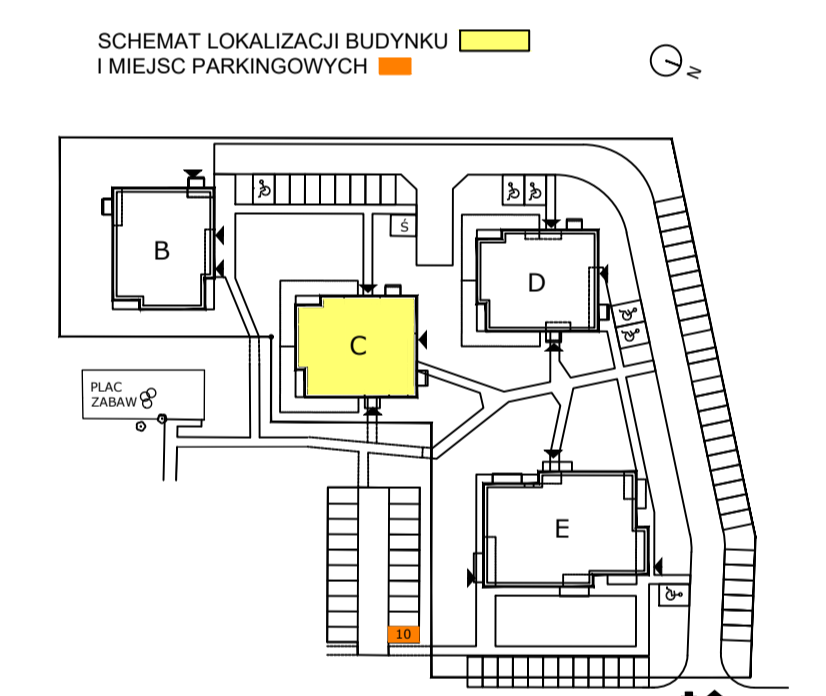 SCHEMAT LOKALIZACJI BUDYNKU
I MIEJSC PARKINGOWYCH
N
B
Ś
D
C
PLAC
ZABAW
E
10